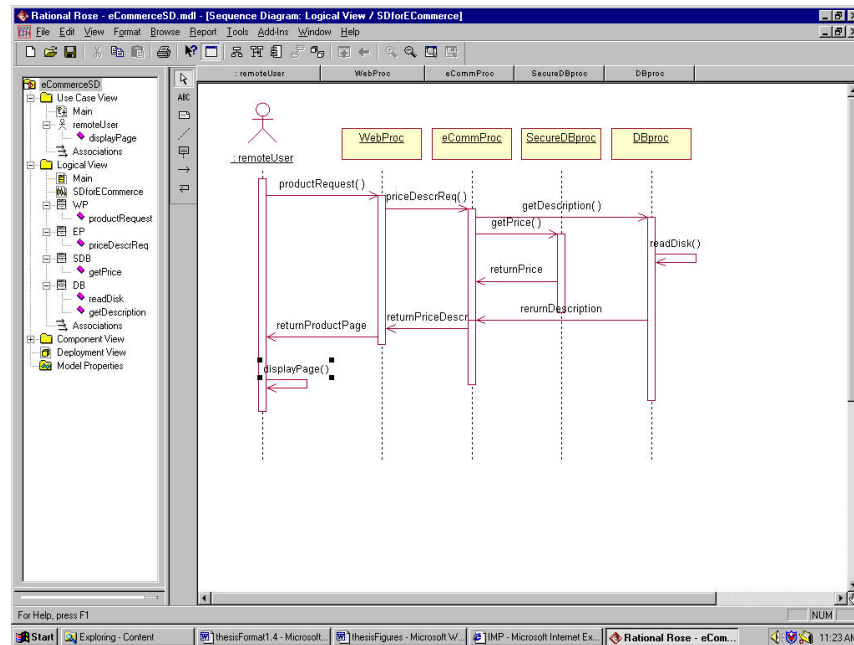 Rational Rose - eCommerceSD.mdl - [Sequence Diagram: Logical View / SDforECommerce]
File Edit View Format Browse Report Tools Add-Ins Window Help
eCommerceSD
Use Case View
Main
remoteUser
displayPage
Associations
Logical View
Main
SDforECommerce
WP
productRequest
EP
priceDescrReq
SDB
getPrice
DB
readDisk
getDescription
Associations
Component View
Deployment View
Model Properties
ABC
: remoteUser WebProc eCommProc SecureDBproc DBproc
: remoteUser
WebProc
eCommProc
SecureDBproc
DBproc
productRequest( )
priceDescrReq( )
getDescription( )
getPrice( )
readDisk( )
returnPrice
rerurnDescription
returnPriceDescr
returnProductPage
displayPage( )
For Help, press F1
NUM
Start
Exploring - Content
thesisFormat1.4 - Microsoft...
thesisFigures - Microsoft W...
IMP - Microsoft Internet Ex...
Rational Rose - eCom...
11:23 AM